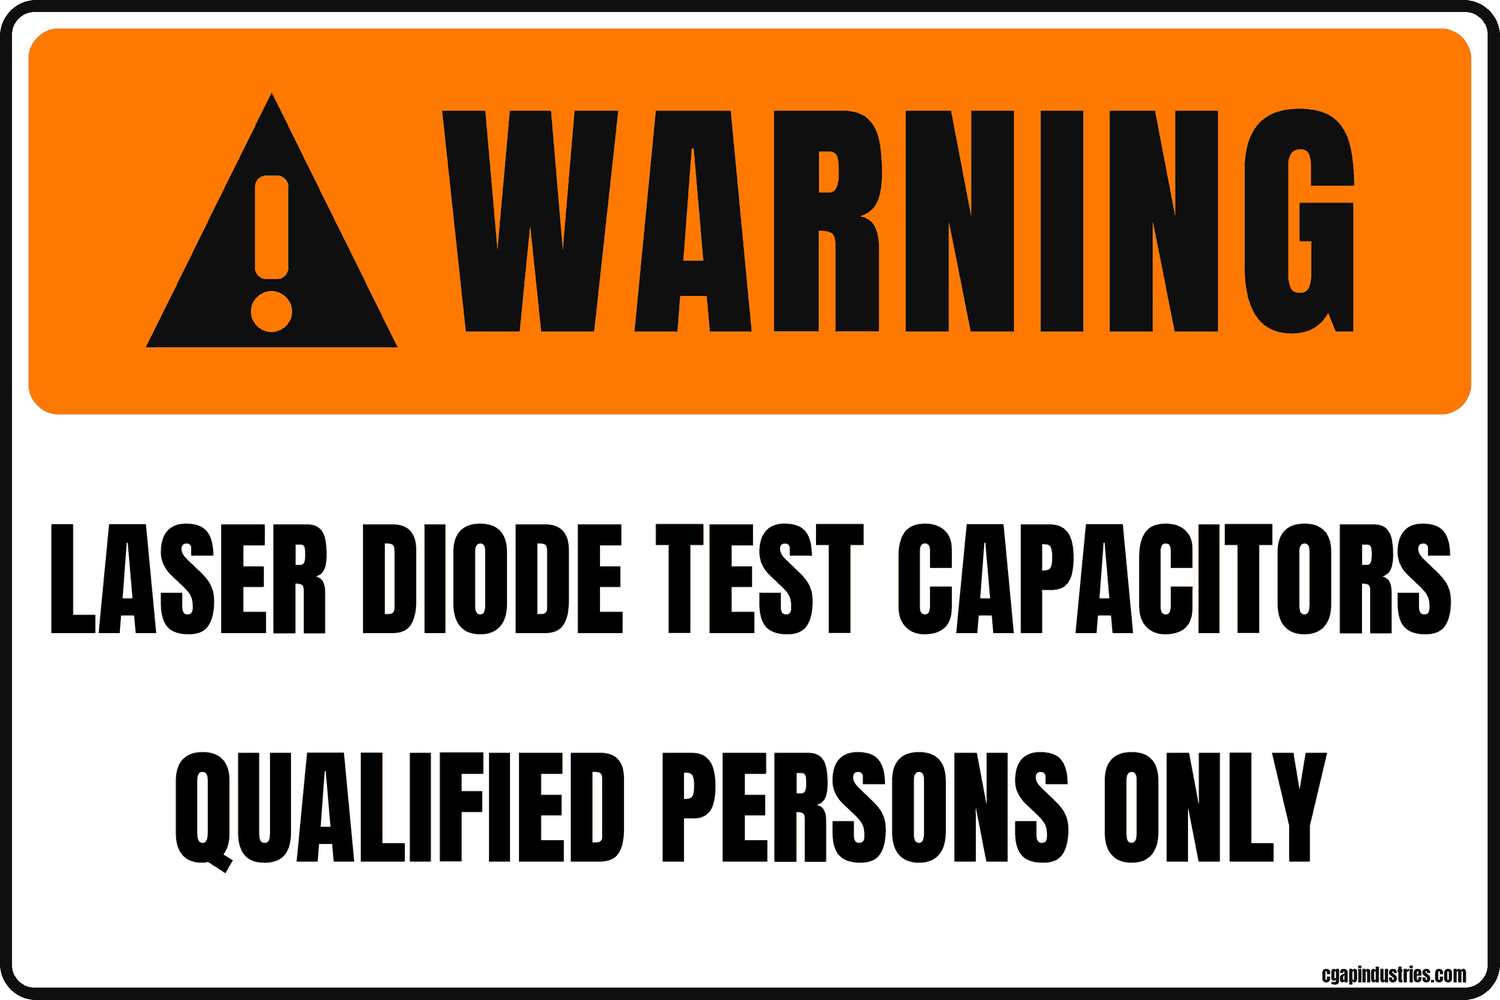 WARNING
LASER DIODE TEST CAPACITORS
QUALIFIED PERSONS ONLY
cgapindustries.com